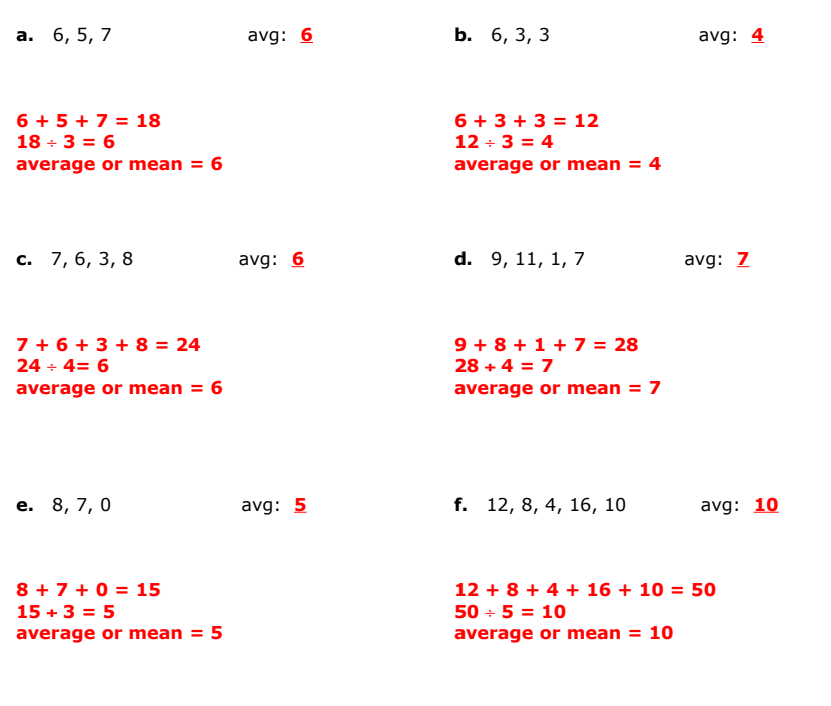 a. 6, 5, 7 avg: 6
b. 6, 3, 3 avg: 4
6 + 5 + 7 = 18
18 ÷ 3 = 6
average or mean = 6
6 + 3 + 3 = 12
12 ÷ 3 = 4
average or mean = 4
c. 7, 6, 3, 8 avg: 6
d. 9, 11, 1, 7 avg: 7
7 + 6 + 3 + 8 = 24
24 ÷ 4= 6
average or mean = 6
9 + 8 + 1 + 7 = 28
28 ÷ 4 = 7
average or mean = 7
e. 8, 7, 0 avg: 5
f. 12, 8, 4, 16, 10 avg: 10
8 + 7 + 0 = 15
15 ÷ 3 = 5
average or mean = 5
12 + 8 + 4 + 16 + 10 = 50
50 ÷ 5 = 10
average or mean = 10